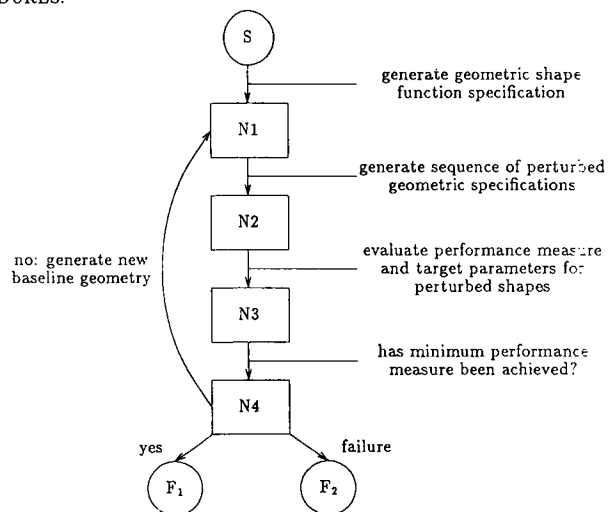 S
generate geometric shape
function specification
N1
generate sequence of perturbed
geometric specifications
N2
no: generate new
baseline geometry
evaluate performance measure
and target parameters for
perturbed shapes
N3
has minimum performance
measure been achieved?
N4
yes
failure
F₁
F₂